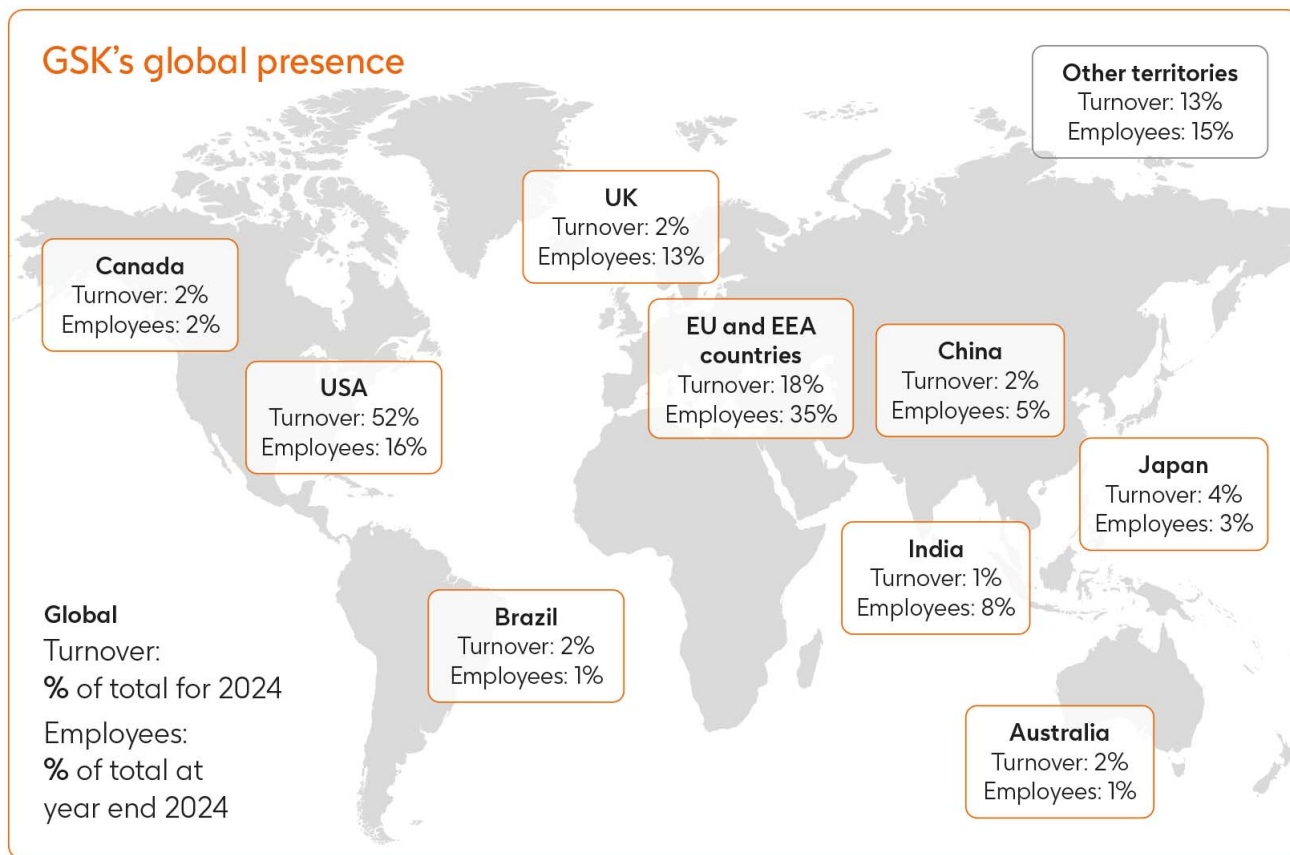 GSK's global presence
Other territories
Turnover: 13%
Employees: 15%
UK
Turnover: 2%
Employees: 13%
Canada
Turnover: 2%
Employees: 2%
EU and EEA
countries
Turnover: 18%
Employees: 35%
China
Turnover: 2%
Employees: 5%
USA
Turnover: 52%
Employees: 16%
Japan
Turnover: 4%
Employees: 3%
India
Turnover: 1%
Employees: 8%
Brazil
Turnover: 2%
Employees: 1%
Global
Turnover:
% of total for 2024
Employees:
% of total at
year end 2024
Australia
Turnover: 2%
Employees: 1%